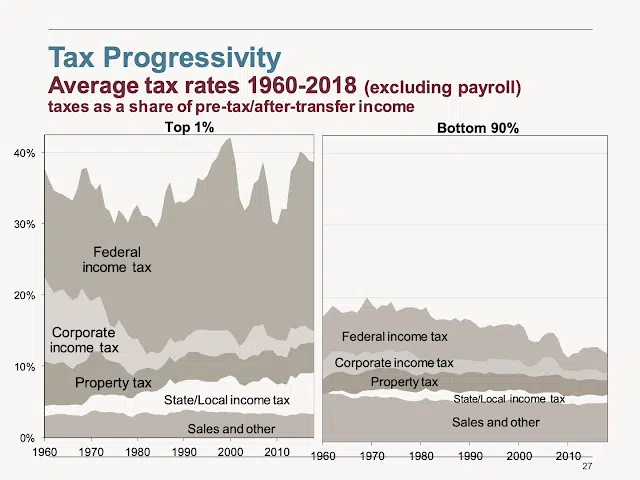 Tax Progressivity
Average tax rates 1960-2018 (excluding payroll)
taxes as a share of pre-tax/after-transfer income
Top 1%
Bottom 90%
40%
30%
20%
10%
0%
Federal
income tax
Corporate
income tax
Property tax
State/Local income tax
Sales and other
1960 1970 1980 1990 2000 2010
Federal income tax
Corporate income tax
Property tax
State/Local income tax
Sales and other
1960 1970 1980 1990 2000 2010
27